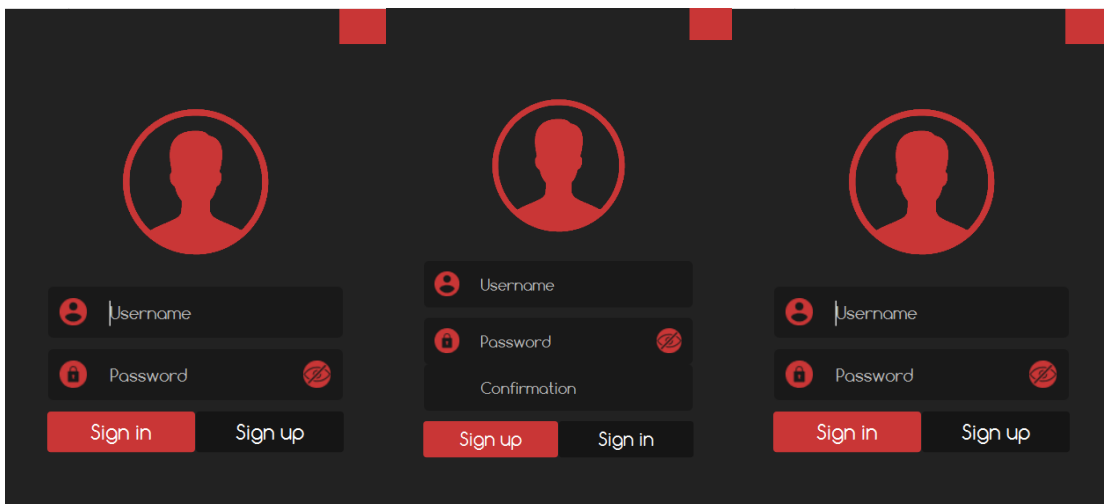 Username
Password
Sign in Sign up
Username
Password
Confirmation
Sign up Sign in
Username
Password
Sign in Sign up